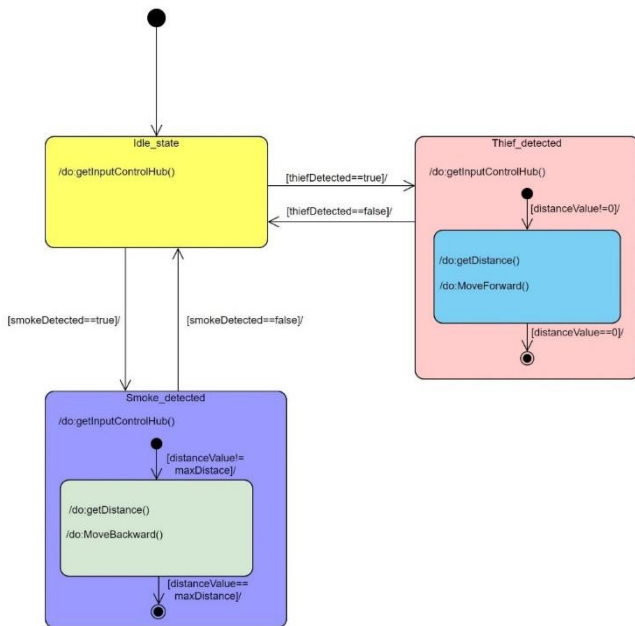 Idle_state
/do:getInputControlHub()
[thiefDetected==true]/
[thiefDetected==false]/
Thief_detected
/do:getInputControlHub()
[distanceValue!=0]/
/do:getDistance()
/do:MoveForward()
[distanceValue==0]/
[smokeDetected==true]/
[smokeDetected==false]/
Smoke_detected
/do:getInputControlHub()
[distanceValue!=
maxDistace]/
/do:getDistance()
/do:MoveBackward()
[distanceValue==
maxDistance]/